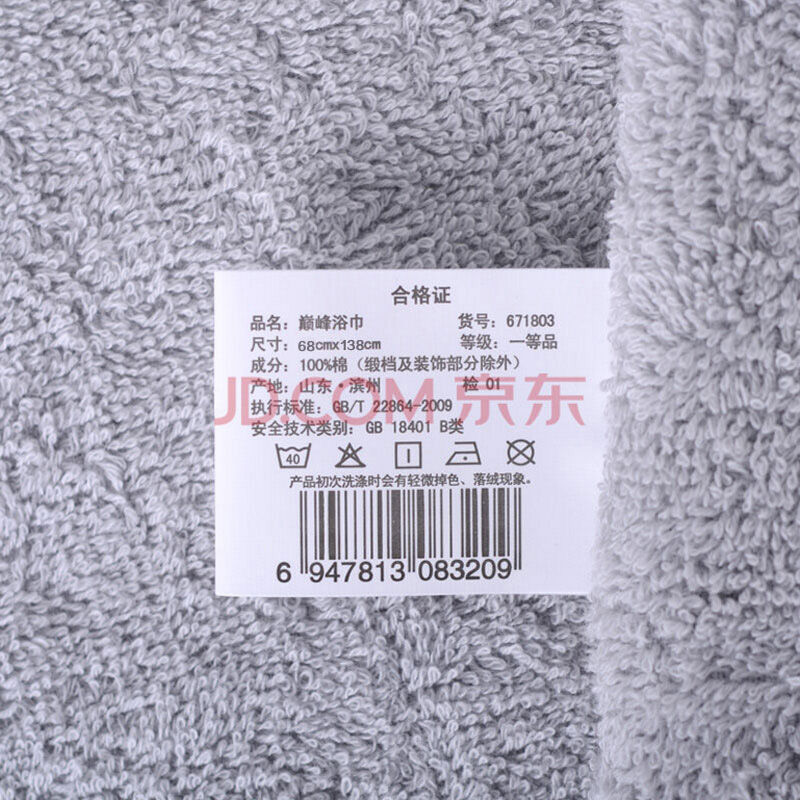 合格证
品名：巅峰浴巾 货号：671803
尺寸：68cmx138cm 等级：一等品
成分：100%棉（缎档及装饰部分除外）
产地：山东·滨州 检 01
JD.COM 京东
执行标准：GB/T 22864-2009
安全技术类别：GB 18401 B类
40
产品初次洗涤时会有轻微掉色、落绒现象。
6 947813 083209